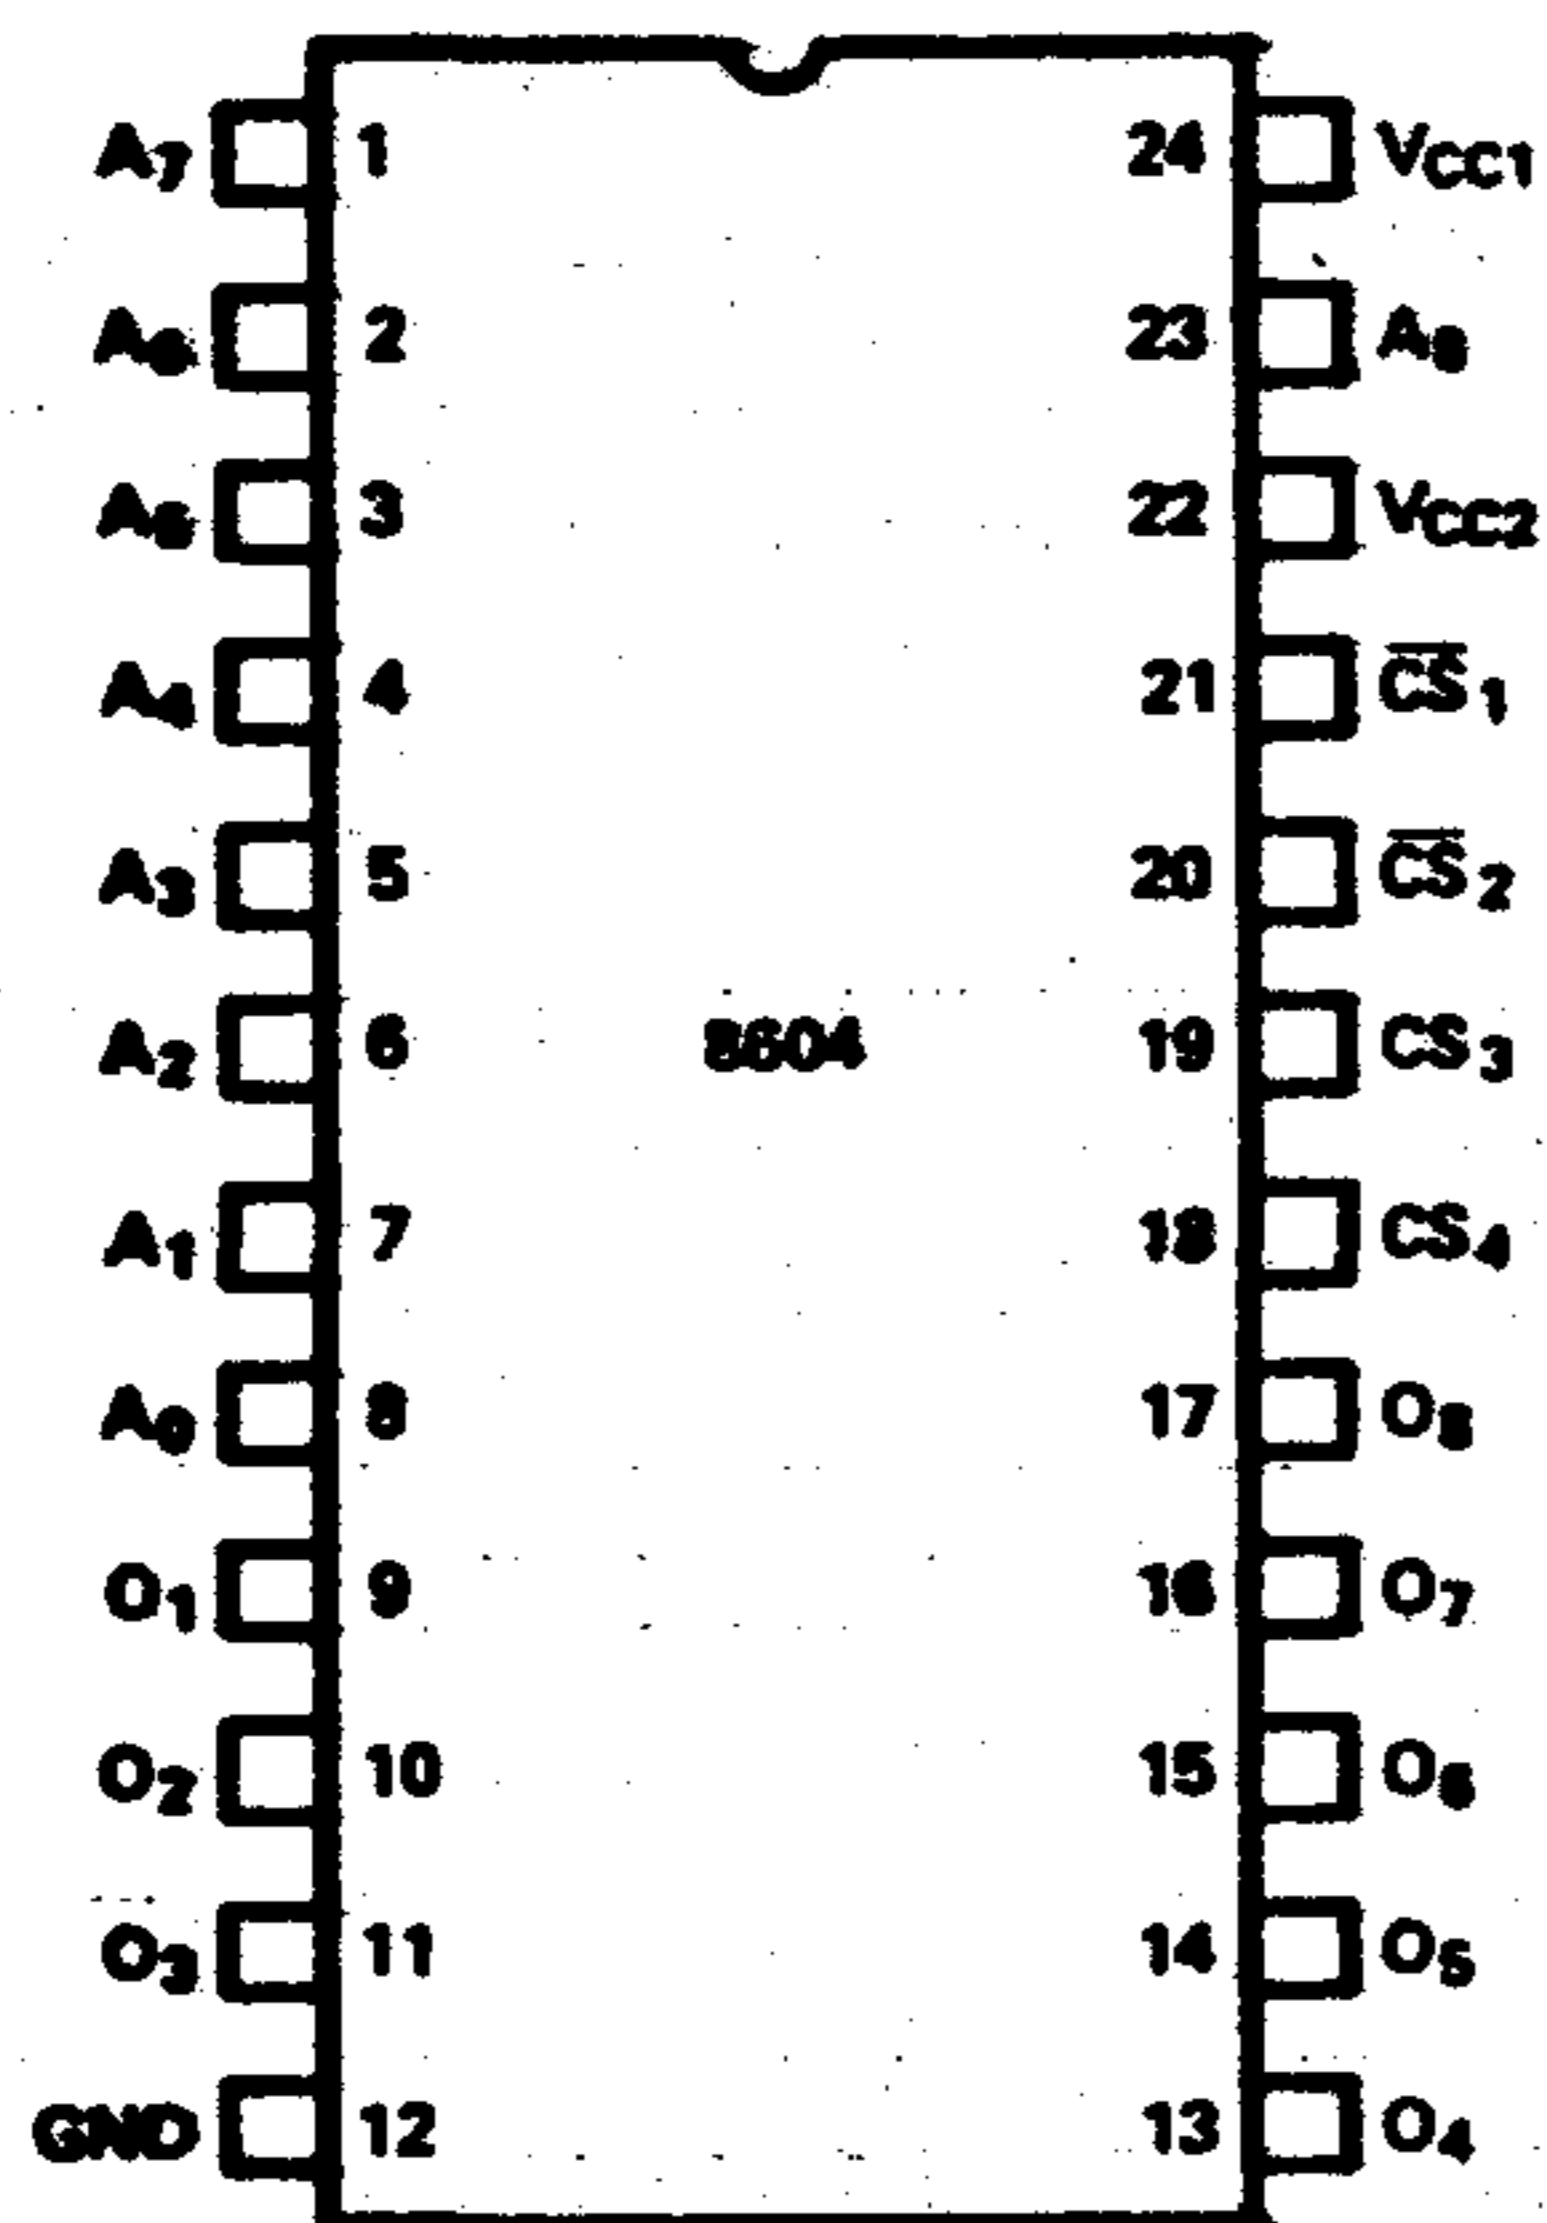 A7 1 24 VCC1
A6 2 23 A8
A5 3 22 VCC2
A4 4 21 C̅S̅1
A3 5 20 C̅S̅2
A2 6 8604 19 CS3
A1 7 18 CS4
A0 8 17 O8
O1 9 16 O7
O2 10 15 O6
O3 11 14 O5
GND 12 13 O4